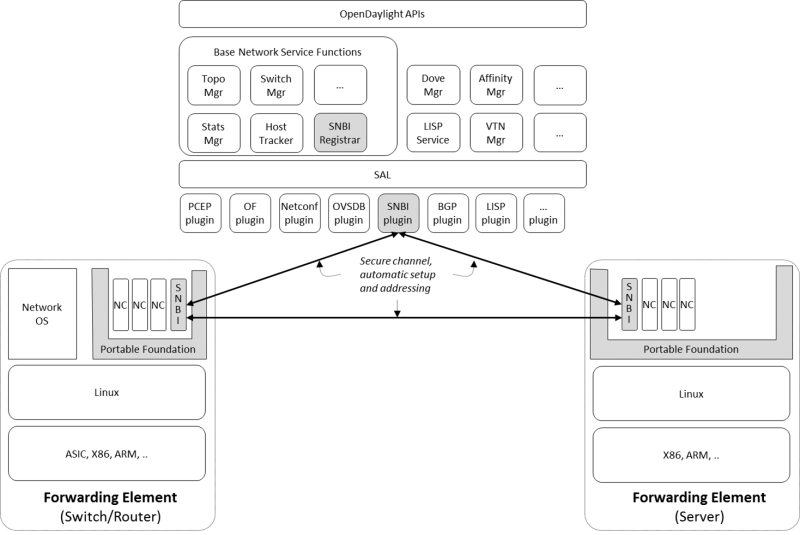 OpenDaylight APIs
Base Network Service Functions
Topo
Mgr
Switch
Mgr
...
Dove
Mgr
Affinity
Mgr
...
Stats
Mgr
Host
Tracker
SNBI
Registrar
LISP
Service
VTN
Mgr
...
SAL
PCEP
plugin
OF
plugin
Netconf
plugin
OVSDB
plugin
SNBI
plugin
BGP
plugin
LISP
plugin
...
plugin
Secure channel,
automatic setup
and addressing
Network
OS
NC
NC
NC
S
N
B
I
Portable Foundation
Linux
ASIC, X86, ARM, ..
Forwarding Element
(Switch/Router)
S
N
B
I
NC
NC
NC
Portable Foundation
Linux
X86, ARM, ..
Forwarding Element
(Server)